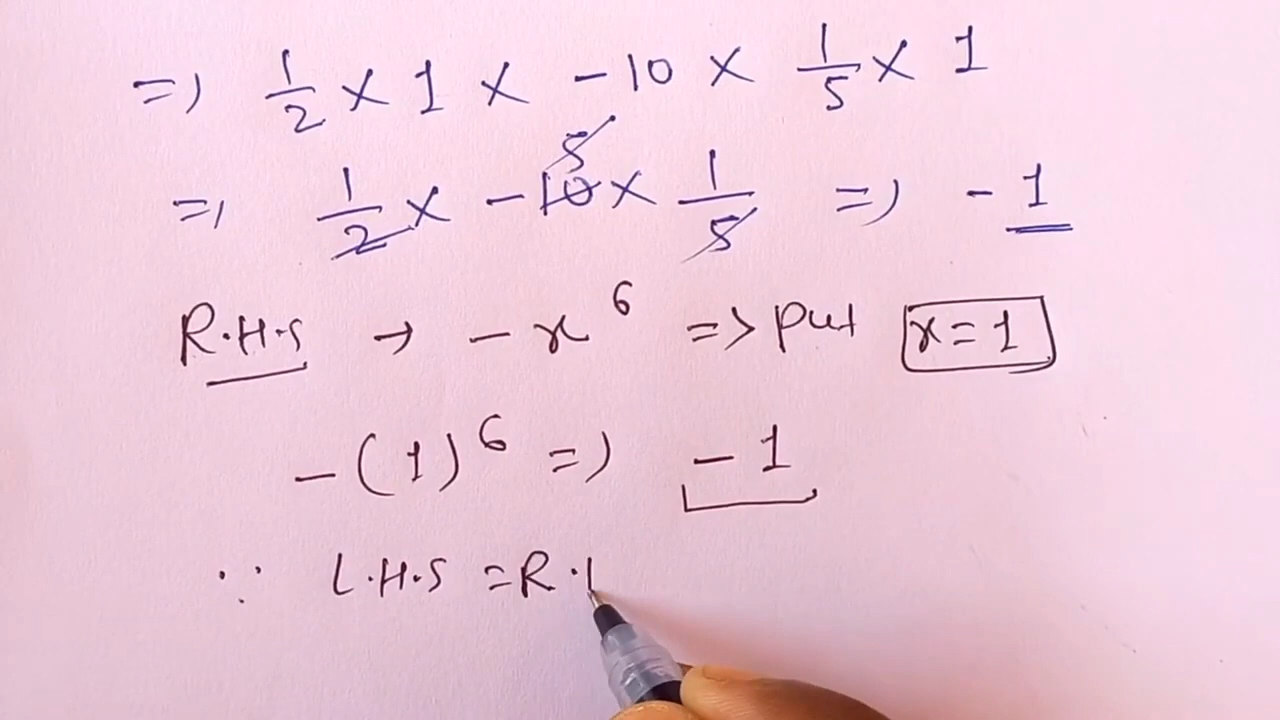 =) 1/2 × 1 × -10 × 1/5 × 1
5
=) 1/2 × -10 × 1/5 =) -1
R.H.S → -x^6 => Put x=1
-(1)^6 =) -1
∵ L.H.S = R.